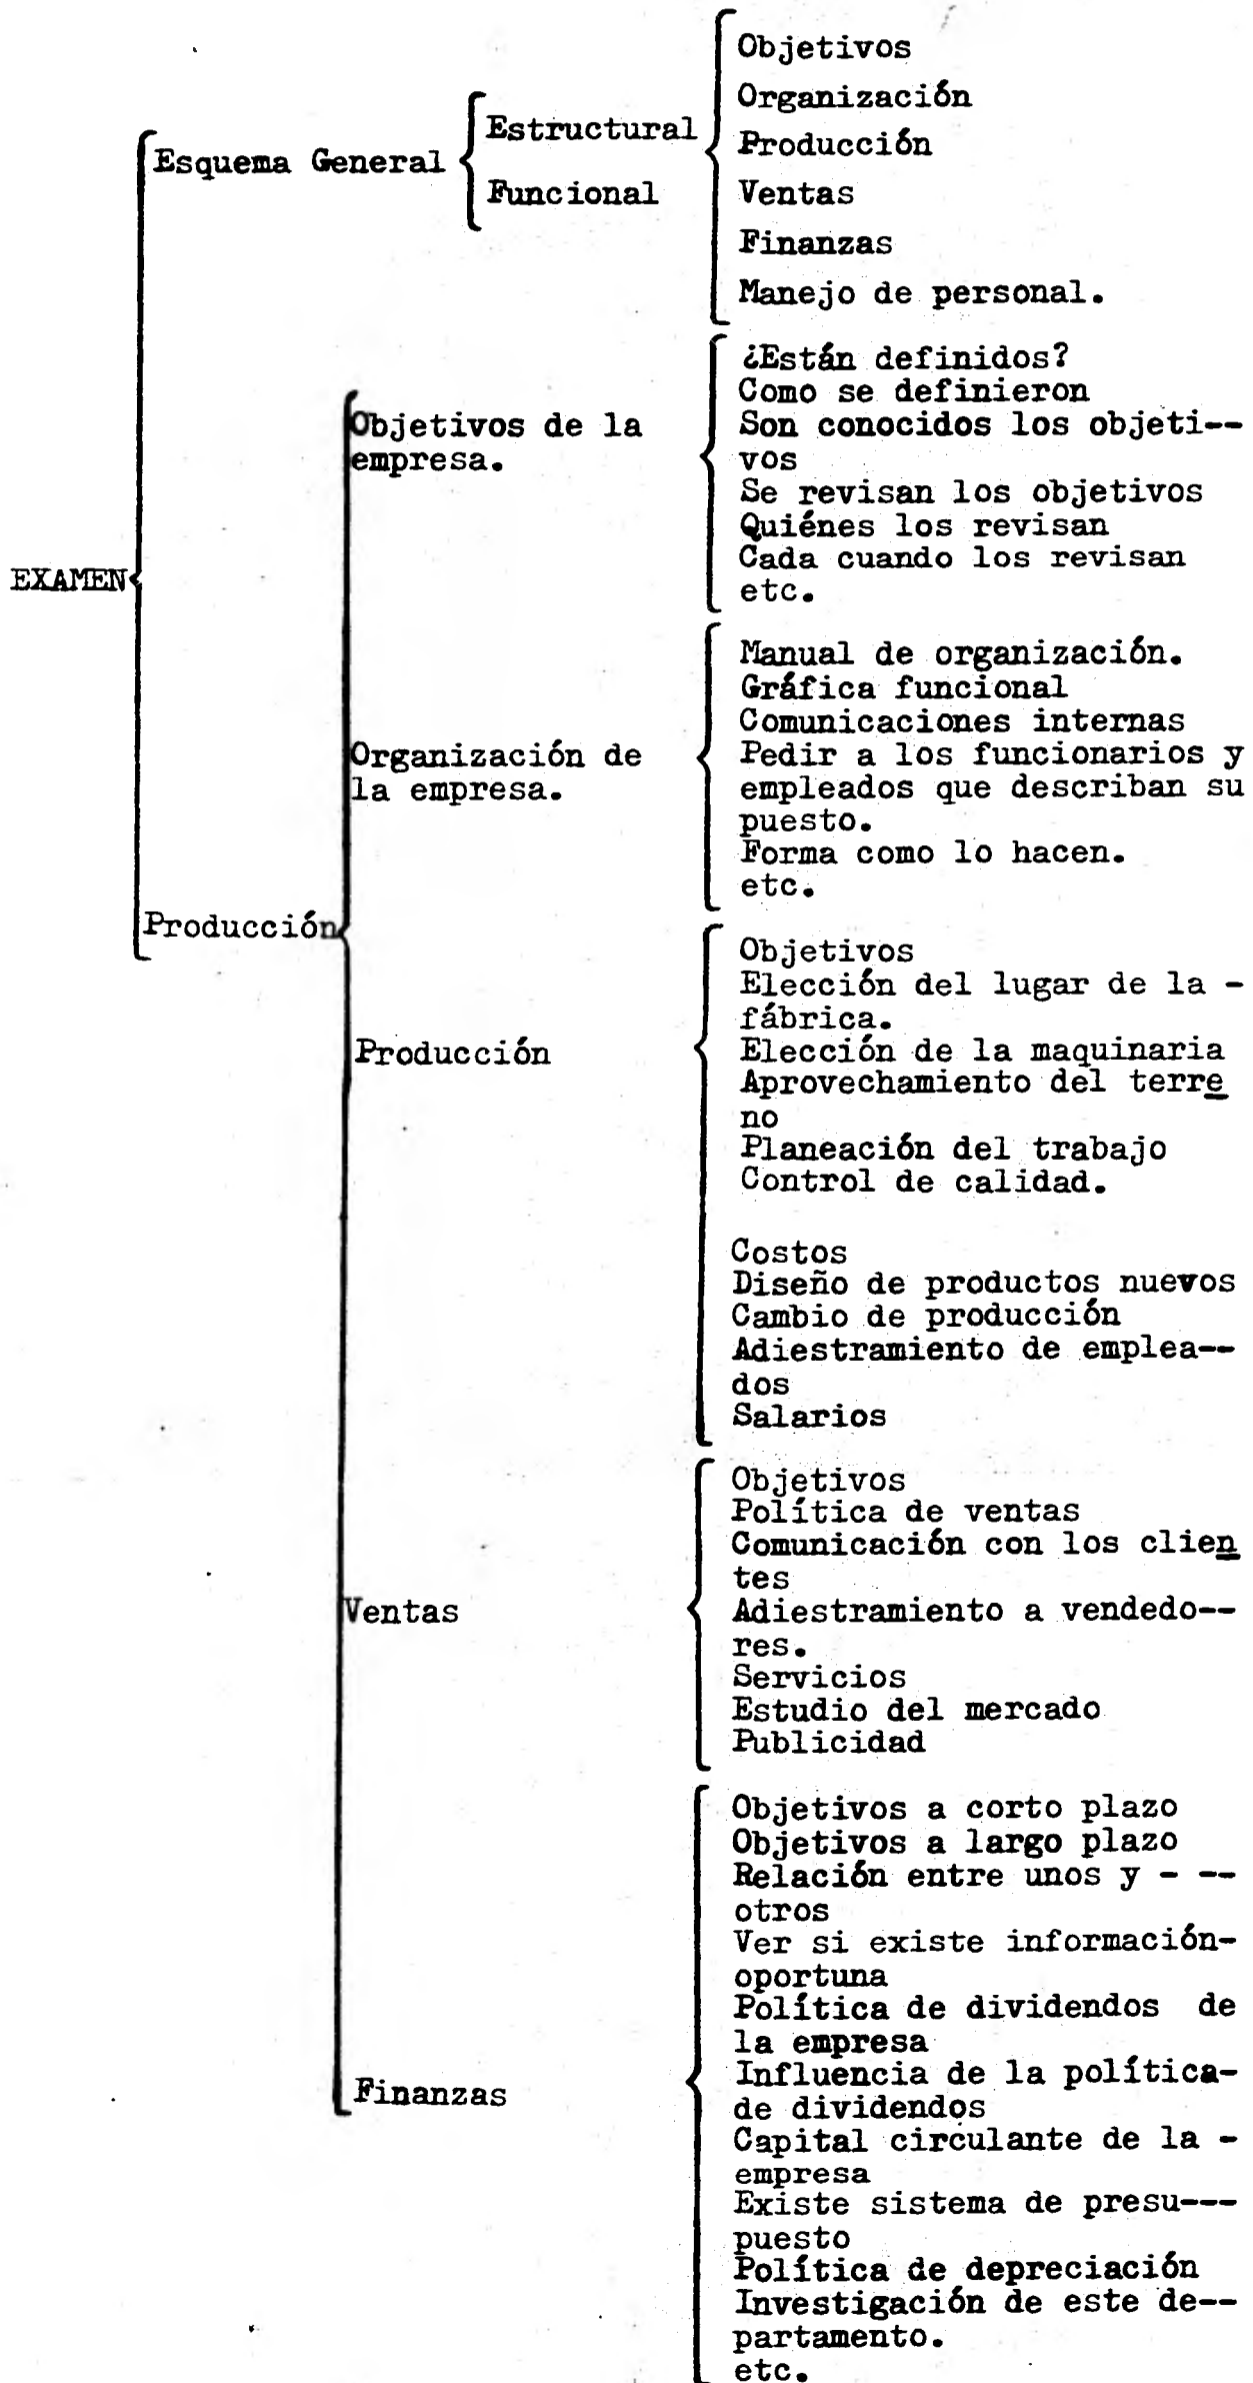 EXAMEN
Esquema General
Estructural
Funcional
Objetivos
Organización
Producción
Ventas
Finanzas
Manejo de personal.
Producción
Objetivos de la
empresa.
¿Están definidos?
Como se definieron
Son conocidos los objeti--
vos
Se revisan los objetivos
Quiénes los revisan
Cada cuando los revisan
etc.
Organización de
la empresa.
Manual de organización.
Gráfica funcional
Comunicaciones internas
Pedir a los funcionarios y
empleados que describan su
puesto.
Forma como lo hacen.
etc.
Producción
Objetivos
Elección del lugar de la -
fábrica.
Elección de la maquinaria
Aprovechamiento del terre
no
Planeación del trabajo
Control de calidad.
Costos
Diseño de productos nuevos
Cambio de producción
Adiestramiento de emplea--
dos
Salarios
Ventas
Objetivos
Política de ventas
Comunicación con los clien
tes
Adiestramiento a vendedo--
res.
Servicios
Estudio del mercado
Publicidad
Finanzas
Objetivos a corto plazo
Objetivos a largo plazo
Relación entre unos y - --
otros
Ver si existe información-
oportuna
Política de dividendos de
la empresa
Influencia de la política-
de dividendos
Capital circulante de la -
empresa
Existe sistema de presu---
puesto
Política de depreciación
Investigación de este de--
partamento.
etc.